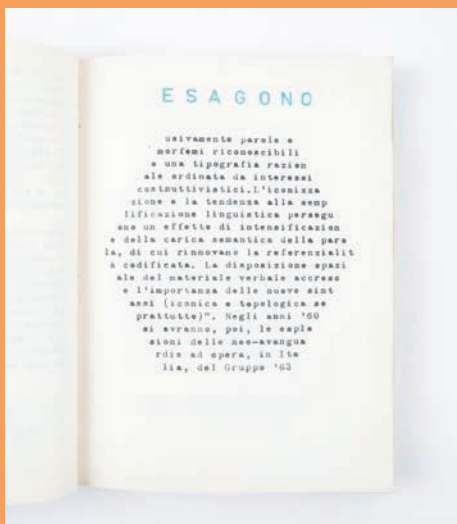 ESAGONO
usivamente parole e
morfemi riconoscibili
e una tipografia razion
ale ordinata da interessi
costruttivistici.L'iconizza
zione e la tendenza alla semp
lificazione linguistica persegu
ono un effetto di intensificazion
e della carica semantica della paro
la, di cui rinnovano la referenzialit
à codificata. La disposizione spazi
ale del materiale verbale accresc
e l'importanza delle nuove sint
assi (iconica e topologica so
prattutto)". Negli anni '60
si avranno, poi, le esplo
sioni delle neo-avangua
rdie ad opera, in Ita
lia, del Gruppo '63